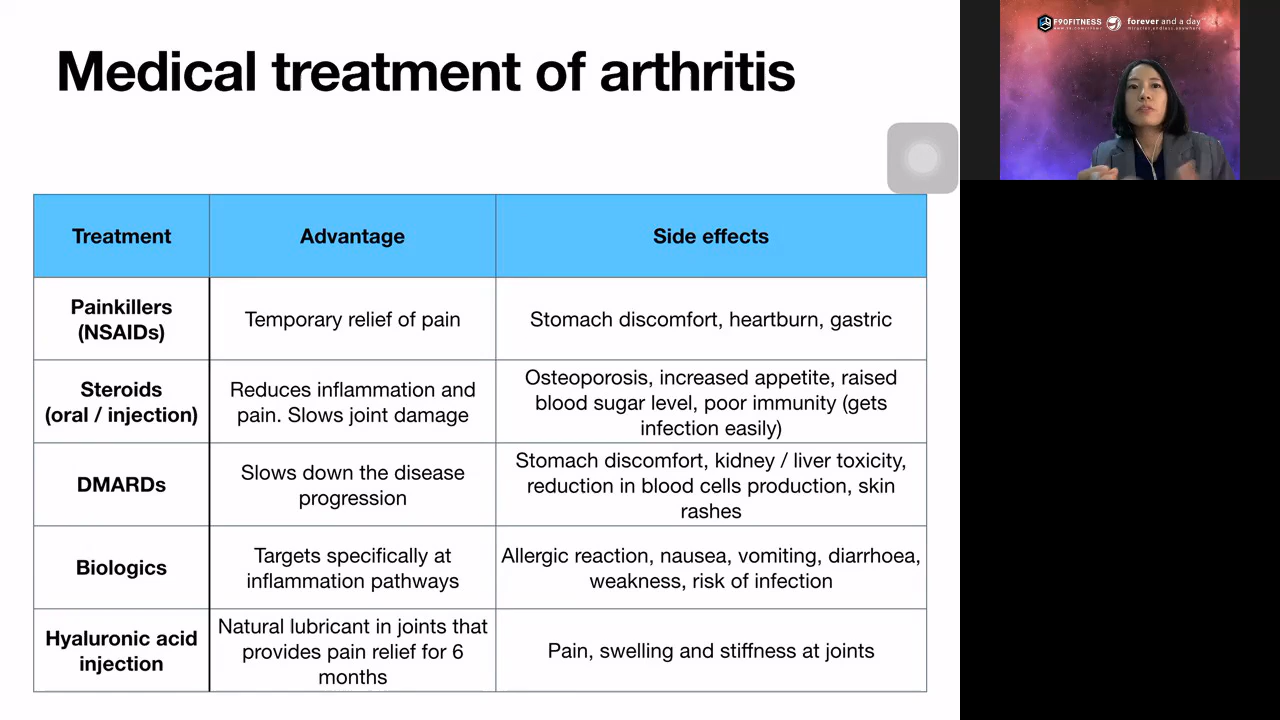 Medical treatment of arthritis
F90FITNESS
forever and a day
Treatment
Advantage
Side effects
Painkillers
(NSAIDs)
Temporary relief of pain
Stomach discomfort, heartburn, gastric
Steroids
(oral / injection)
Reduces inflammation and
pain. Slows joint damage
Osteoporosis, increased appetite, raised
blood sugar level, poor immunity (gets
infection easily)
DMARDs
Slows down the disease
progression
Stomach discomfort, kidney / liver toxicity,
reduction in blood cells production, skin
rashes
Biologics
Targets specifically at
inflammation pathways
Allergic reaction, nausea, vomiting, diarrhoea,
weakness, risk of infection
Hyaluronic acid
injection
Natural lubricant in joints that
provides pain relief for 6
months
Pain, swelling and stiffness at joints